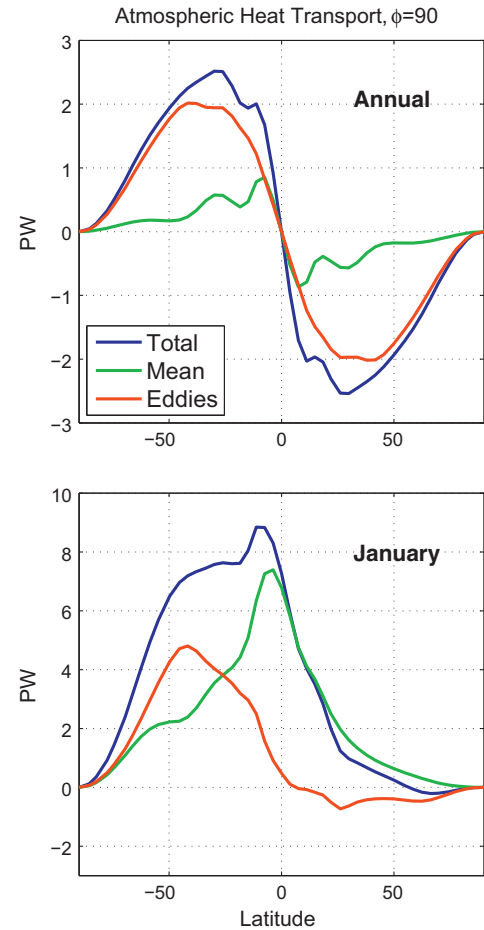 Atmospheric Heat Transport, ϕ=90
3
2
1
0
−1
−2
−3
PW
Annual
Total
Mean
Eddies
−50 0 50
10
8
6
4
2
0
−2
PW
January
−50 0 50
Latitude